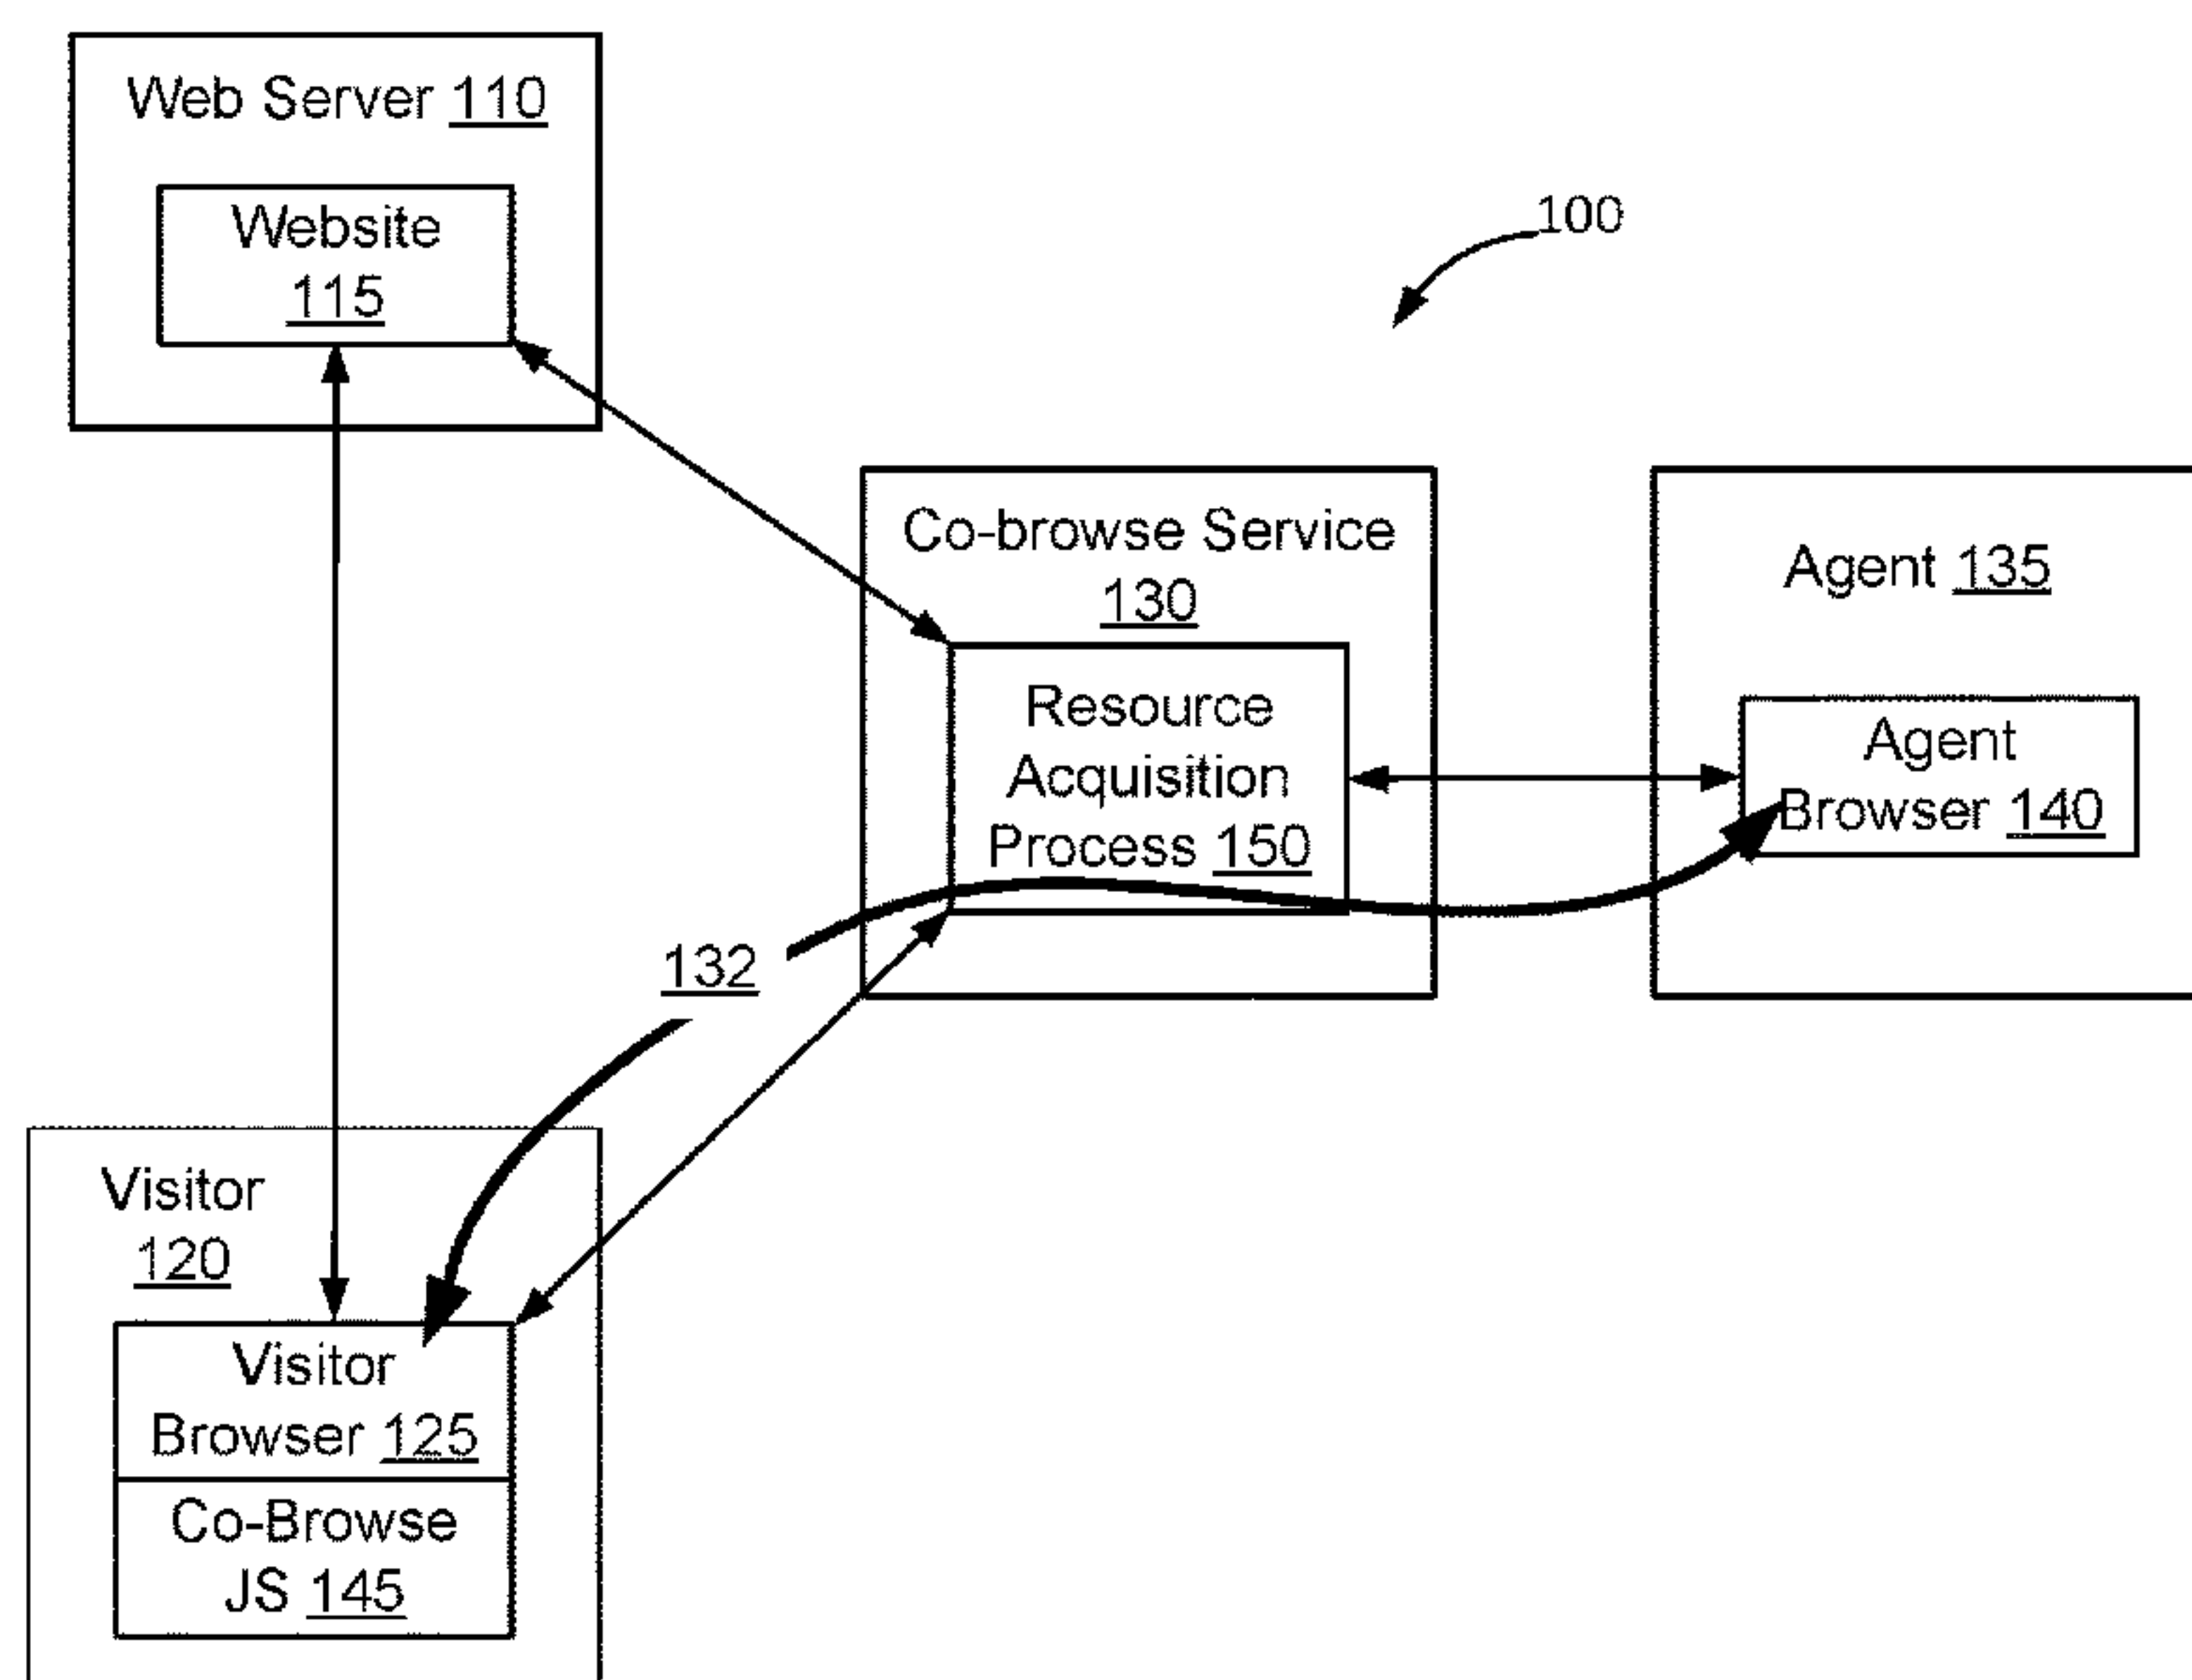 Web Server 110
Website
115
100
Co-browse Service
130
Resource
Acquisition
Process 150
Agent 135
Agent
Browser 140
132
Visitor
120
Visitor
Browser 125
Co-Browse
JS 145